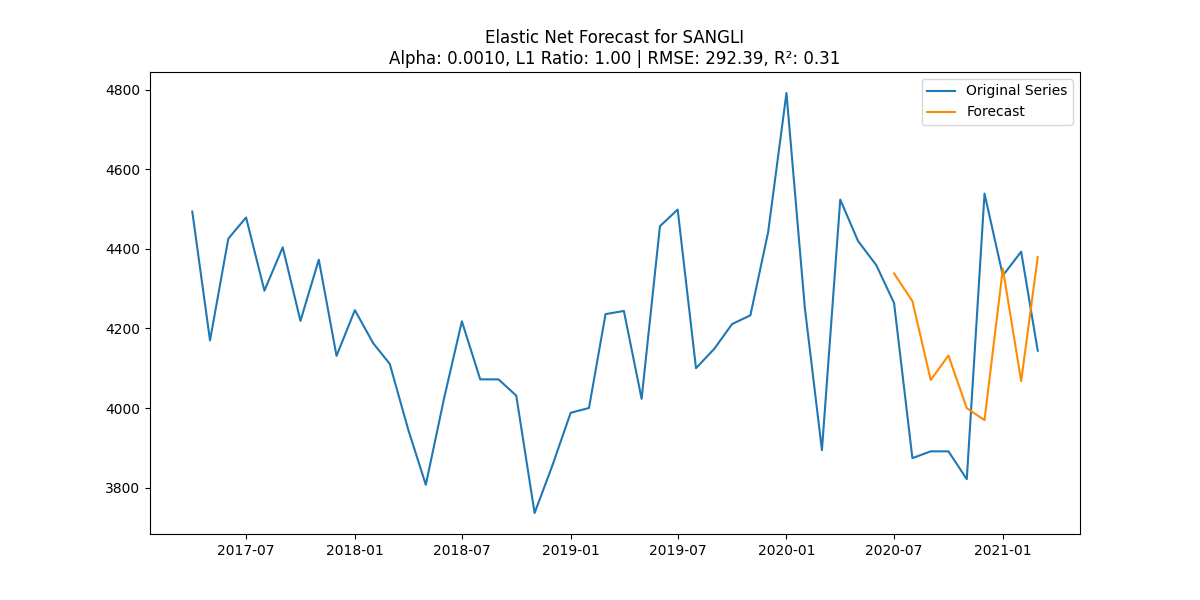 Elastic Net Forecast for SANGLI
Alpha: 0.0010, L1 Ratio: 1.00 | RMSE: 292.39, R²: 0.31
Original Series
Forecast
4800
4600
4400
4200
4000
3800
2017-07 2018-01 2018-07 2019-01 2019-07 2020-01 2020-07 2021-01